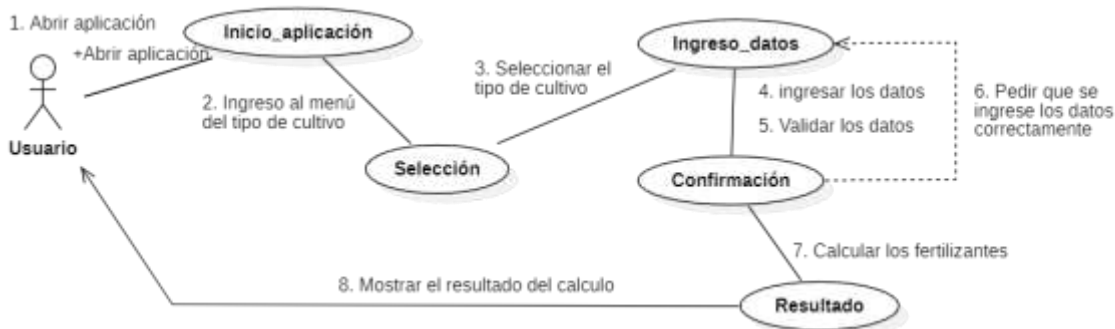 1. Abrir aplicación
+Abrir aplicación
Usuario
Inicio_aplicación
2. Ingreso al menú
del tipo de cultivo
Selección
3. Seleccionar el
tipo de cultivo
Ingreso_datos
4. ingresar los datos
5. Validar los datos
6. Pedir que se
ingrese los datos
correctamente
Confirmación
7. Calcular los fertilizantes
Resultado
8. Mostrar el resultado del calculo